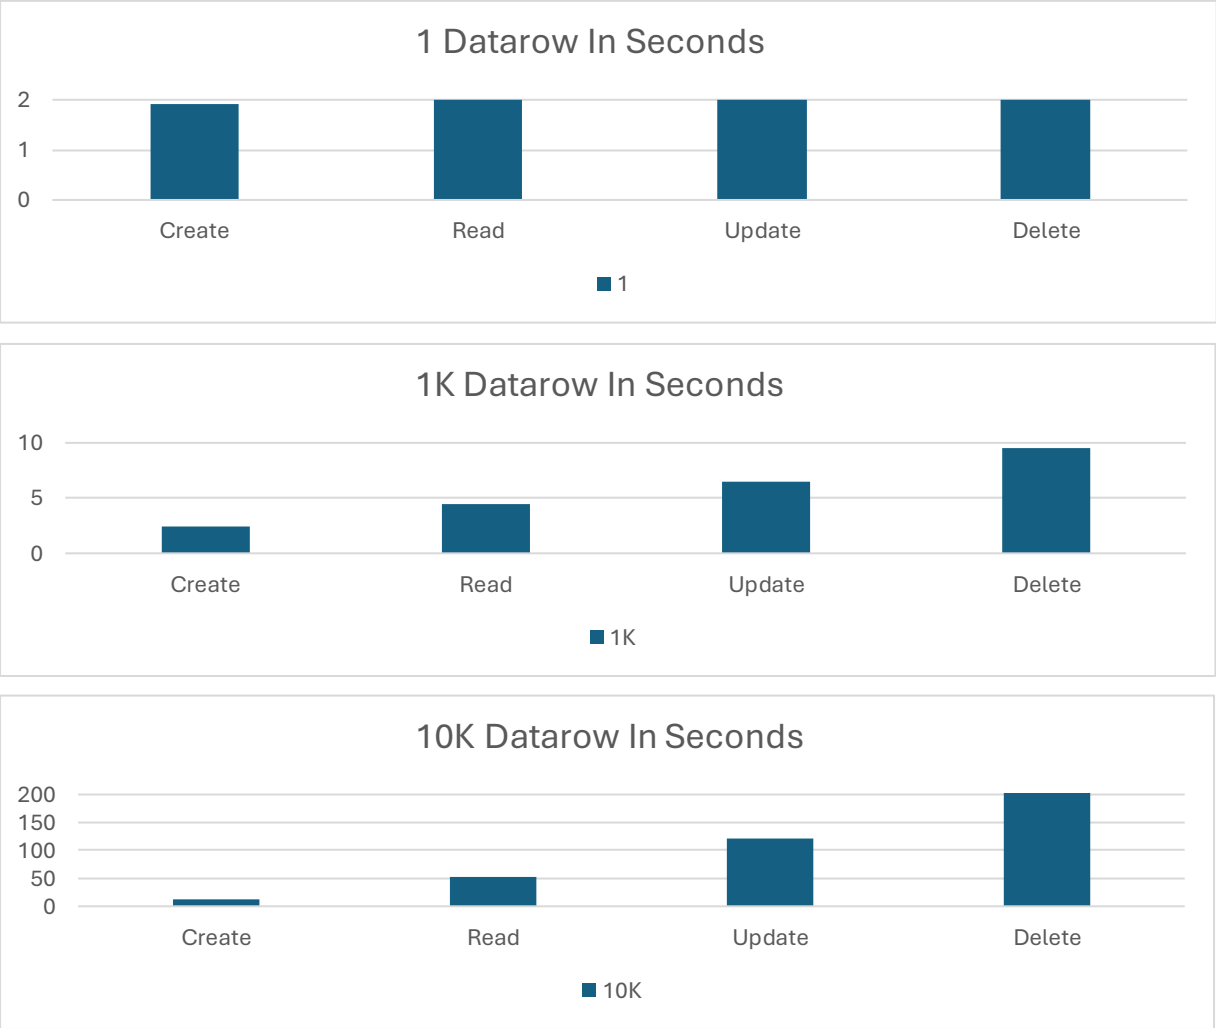 1 Datarow In Seconds
2
1
0
Create Read Update Delete
1
1K Datarow In Seconds
10
5
0
Create Read Update Delete
1K
10K Datarow In Seconds
200
150
100
50
0
Create Read Update Delete
10K